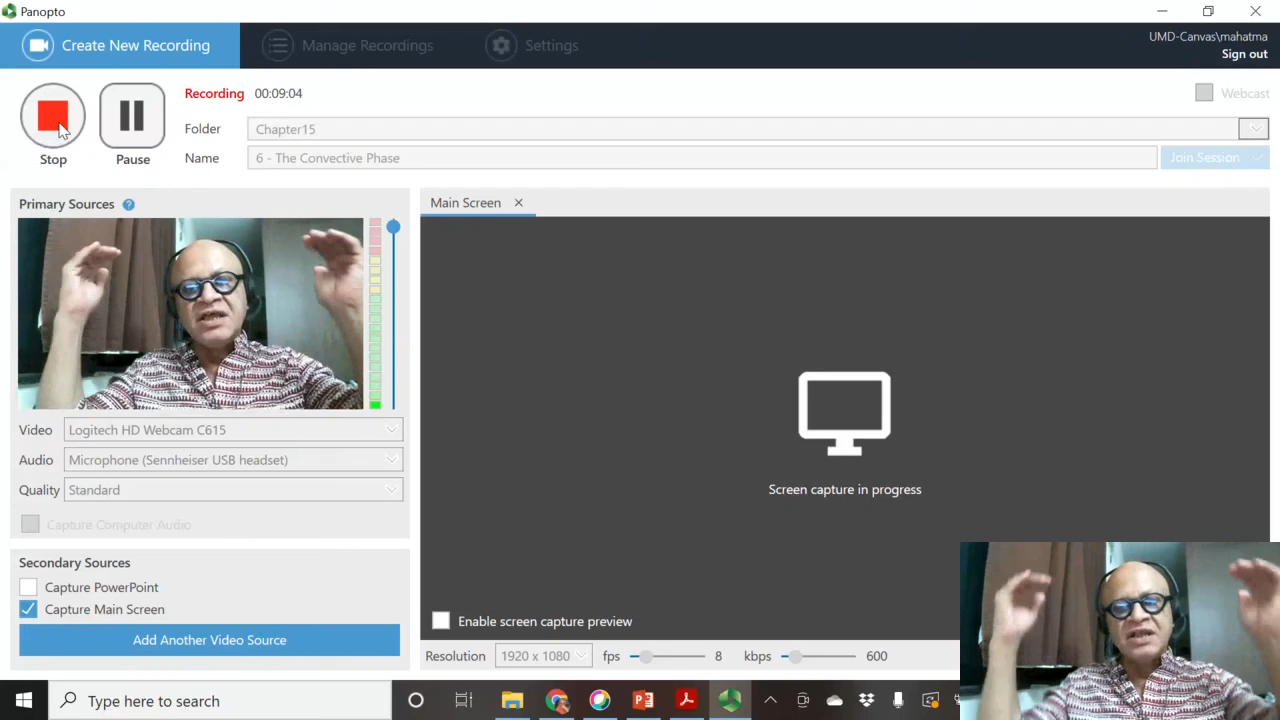 Panopto
Create New Recording
Manage Recordings
Settings
UMD-Canvas\mahatma
Sign out
Recording 00:09:04
Webcast
Folder
Chapter15
Name
6 - The Convective Phase
Join Session
Stop
Pause
Primary Sources ?
Main Screen
Video
Logitech HD Webcam C615
Audio
Microphone (Sennheiser USB headset)
Quality
Standard
Capture Computer Audio
Screen capture in progress
Secondary Sources
Capture PowerPoint
Capture Main Screen
Add Another Video Source
Enable screen capture preview
Resolution
1920 x 1080
fps
8
kbps
600
Type here to search